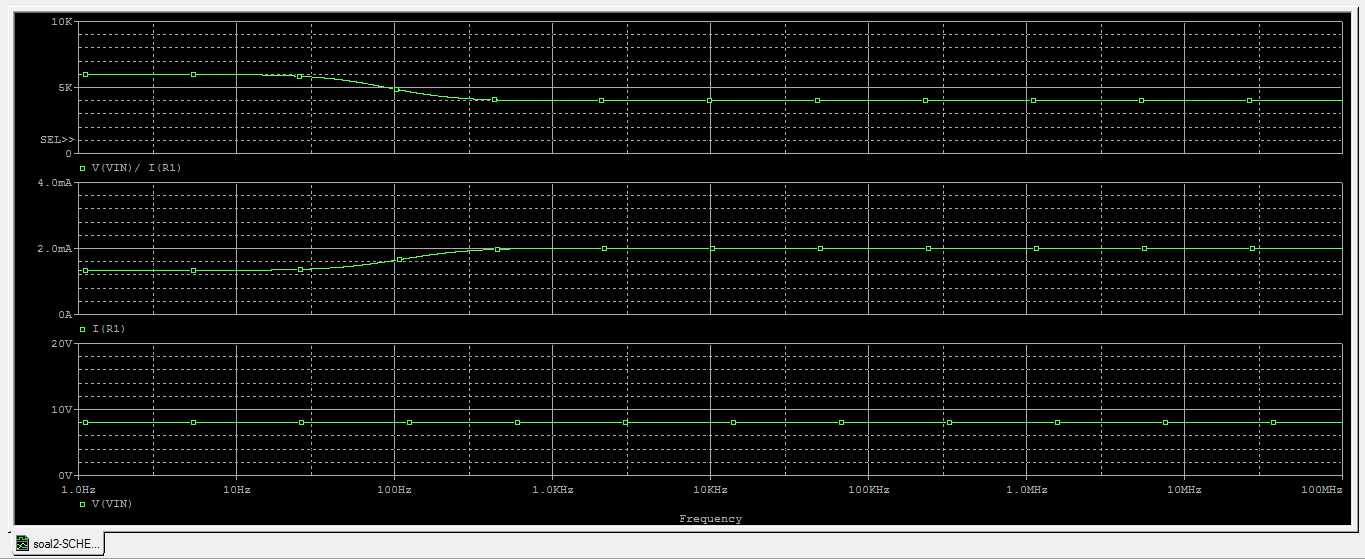 10K
5K
SEL>>
0
V(VIN)/ I(R1)
4.0mA
2.0mA
0A
I(R1)
20V
10V
0V
1.0Hz 10Hz 100Hz 1.0KHz 10KHz 100KHz 1.0MHz 10MHz 100MHz
V(VIN)
Frequency
soal2-SCHE...